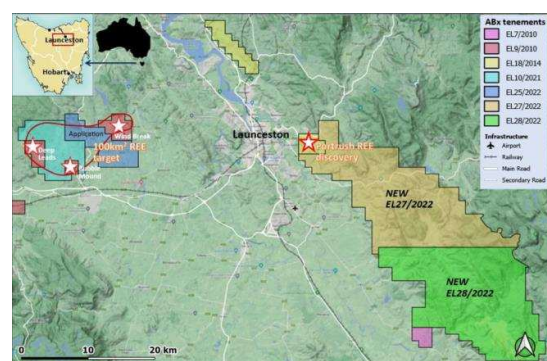 Launceston
Hobart
ABx tenements
EL7/2010
EL9/2010
EL18/2014
EL10/2021
EL25/2022
EL27/2022
EL28/2022
Infrastructure
Airport
Railway
Main Road
Secondary Road
Application
Wind Break
100km² REE
target
Deep
Leads
Rubble
Mound
Launceston
Portrush REE
discovery
NEW
EL27/2022
NEW
EL28/2022
0 10 20 km